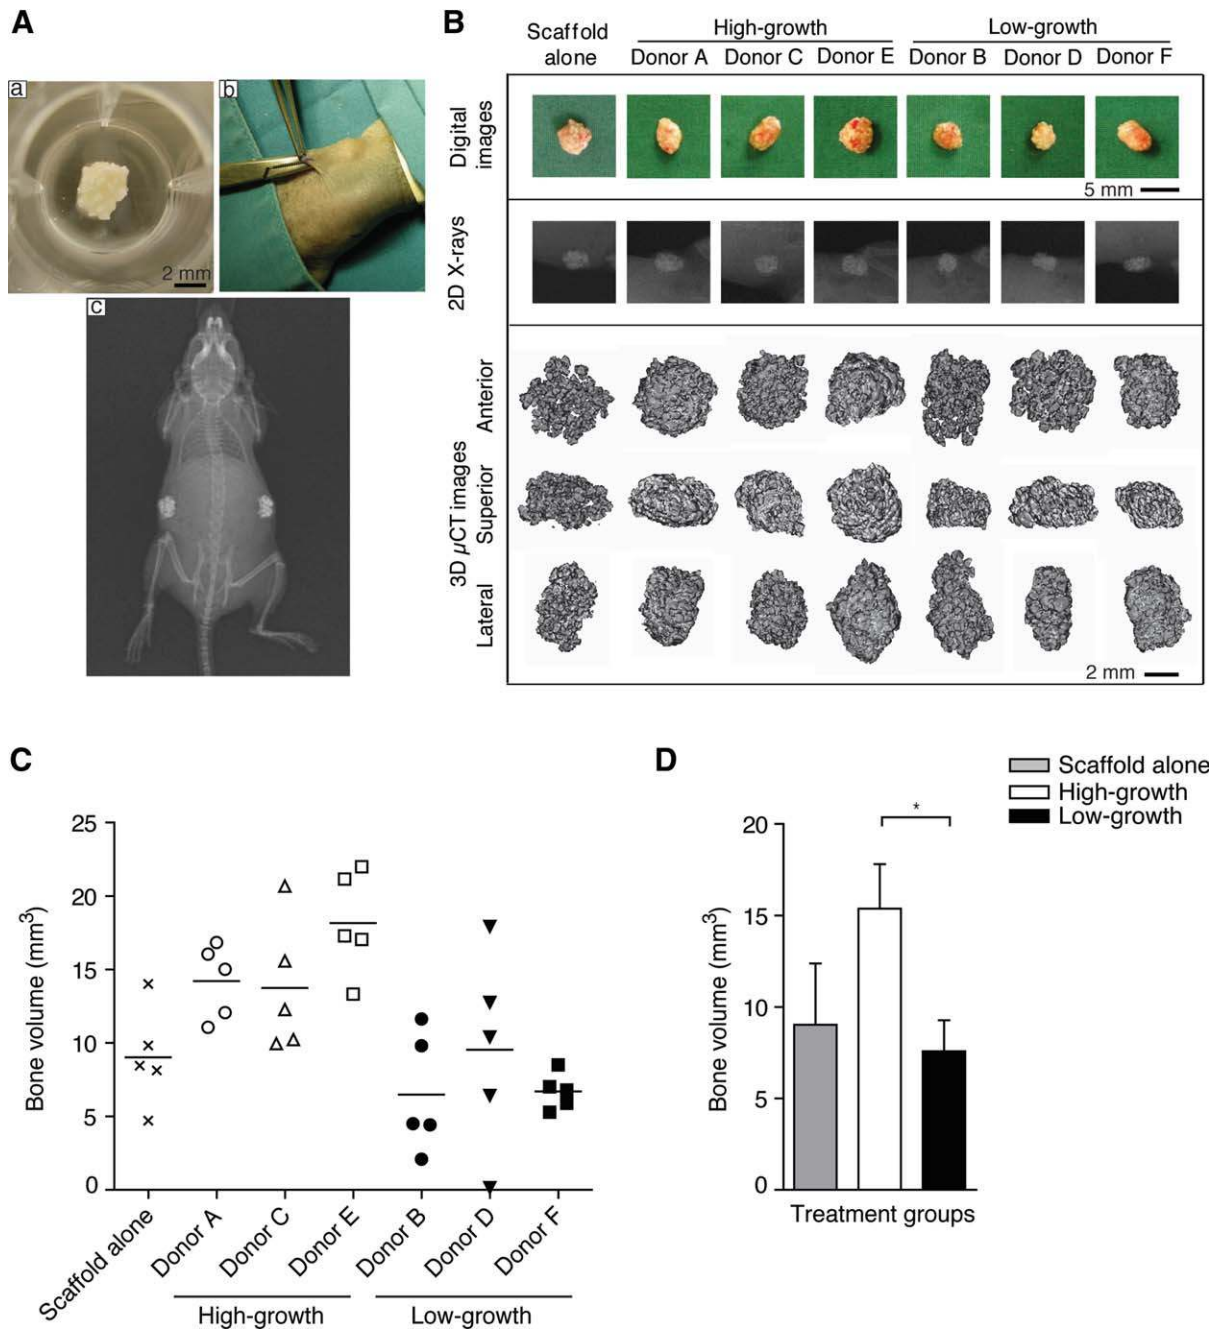 A
a
2 mm
b
c
B
Scaffold
alone
High-growth
Low-growth
Donor A
Donor C
Donor E
Donor B
Donor D
Donor F
Digital
images
5 mm
2D X-rays
3D μCT images
Anterior
Superior
Lateral
2 mm
C
Bone volume (mm3)
25
20
15
10
5
0
Scaffold alone
Donor A
Donor C
Donor E
Donor B
Donor D
Donor F
High-growth
Low-growth
D
Scaffold alone
High-growth
Low-growth
*
Bone volume (mm3)
20
15
10
5
0
Treatment groups